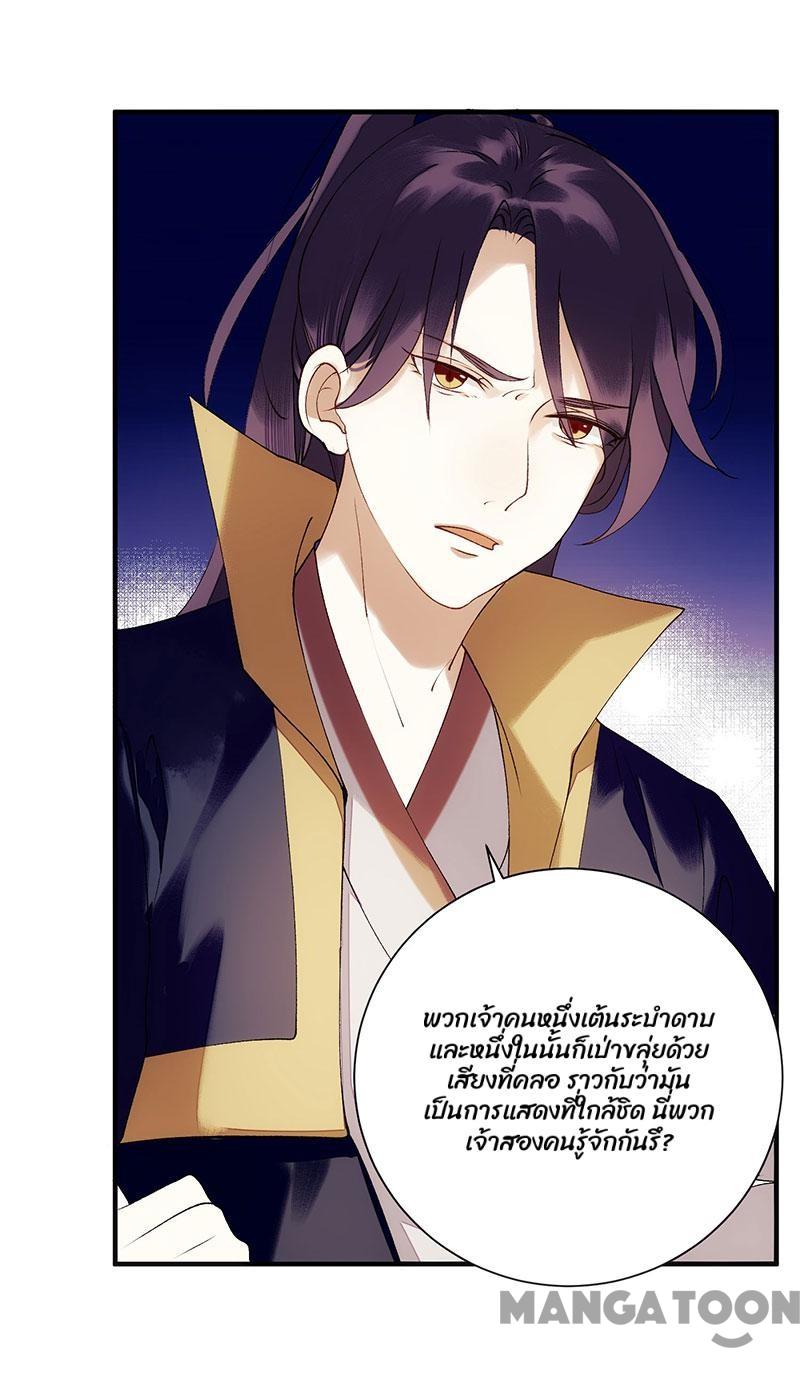 พวกเจ้าคนหนึ่งเต้นระบำดาบ
และหนึ่งในนั้นก็เป่าขลุ่ยด้วย
เสียงที่คลอ ราวกับว่ามัน
เป็นการแสดงที่ใกล้ชิด นี่พวก
เจ้าสองคนรู้จักกันรึ?
MANGATOON